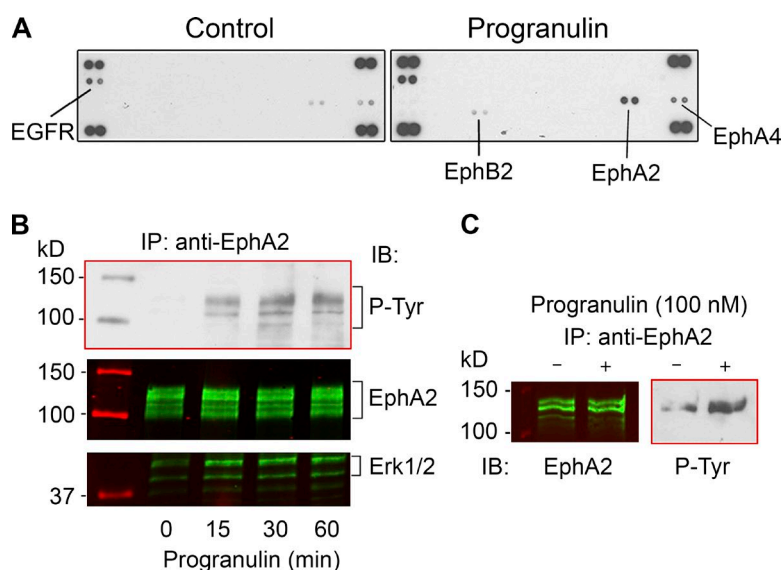 A
Control
Progranulin
EGFR
EphB2
EphA2
EphA4
B
kD
IP: anti-EphA2
IB:
150 -
100 -
P-Tyr
150 -
100 -
EphA2
37 -
Erk1/2
0 15 30 60
Progranulin (min)
C
Progranulin (100 nM)
IP: anti-EphA2
kD
− + − +
150 -
100 -
IB: EphA2 P-Tyr